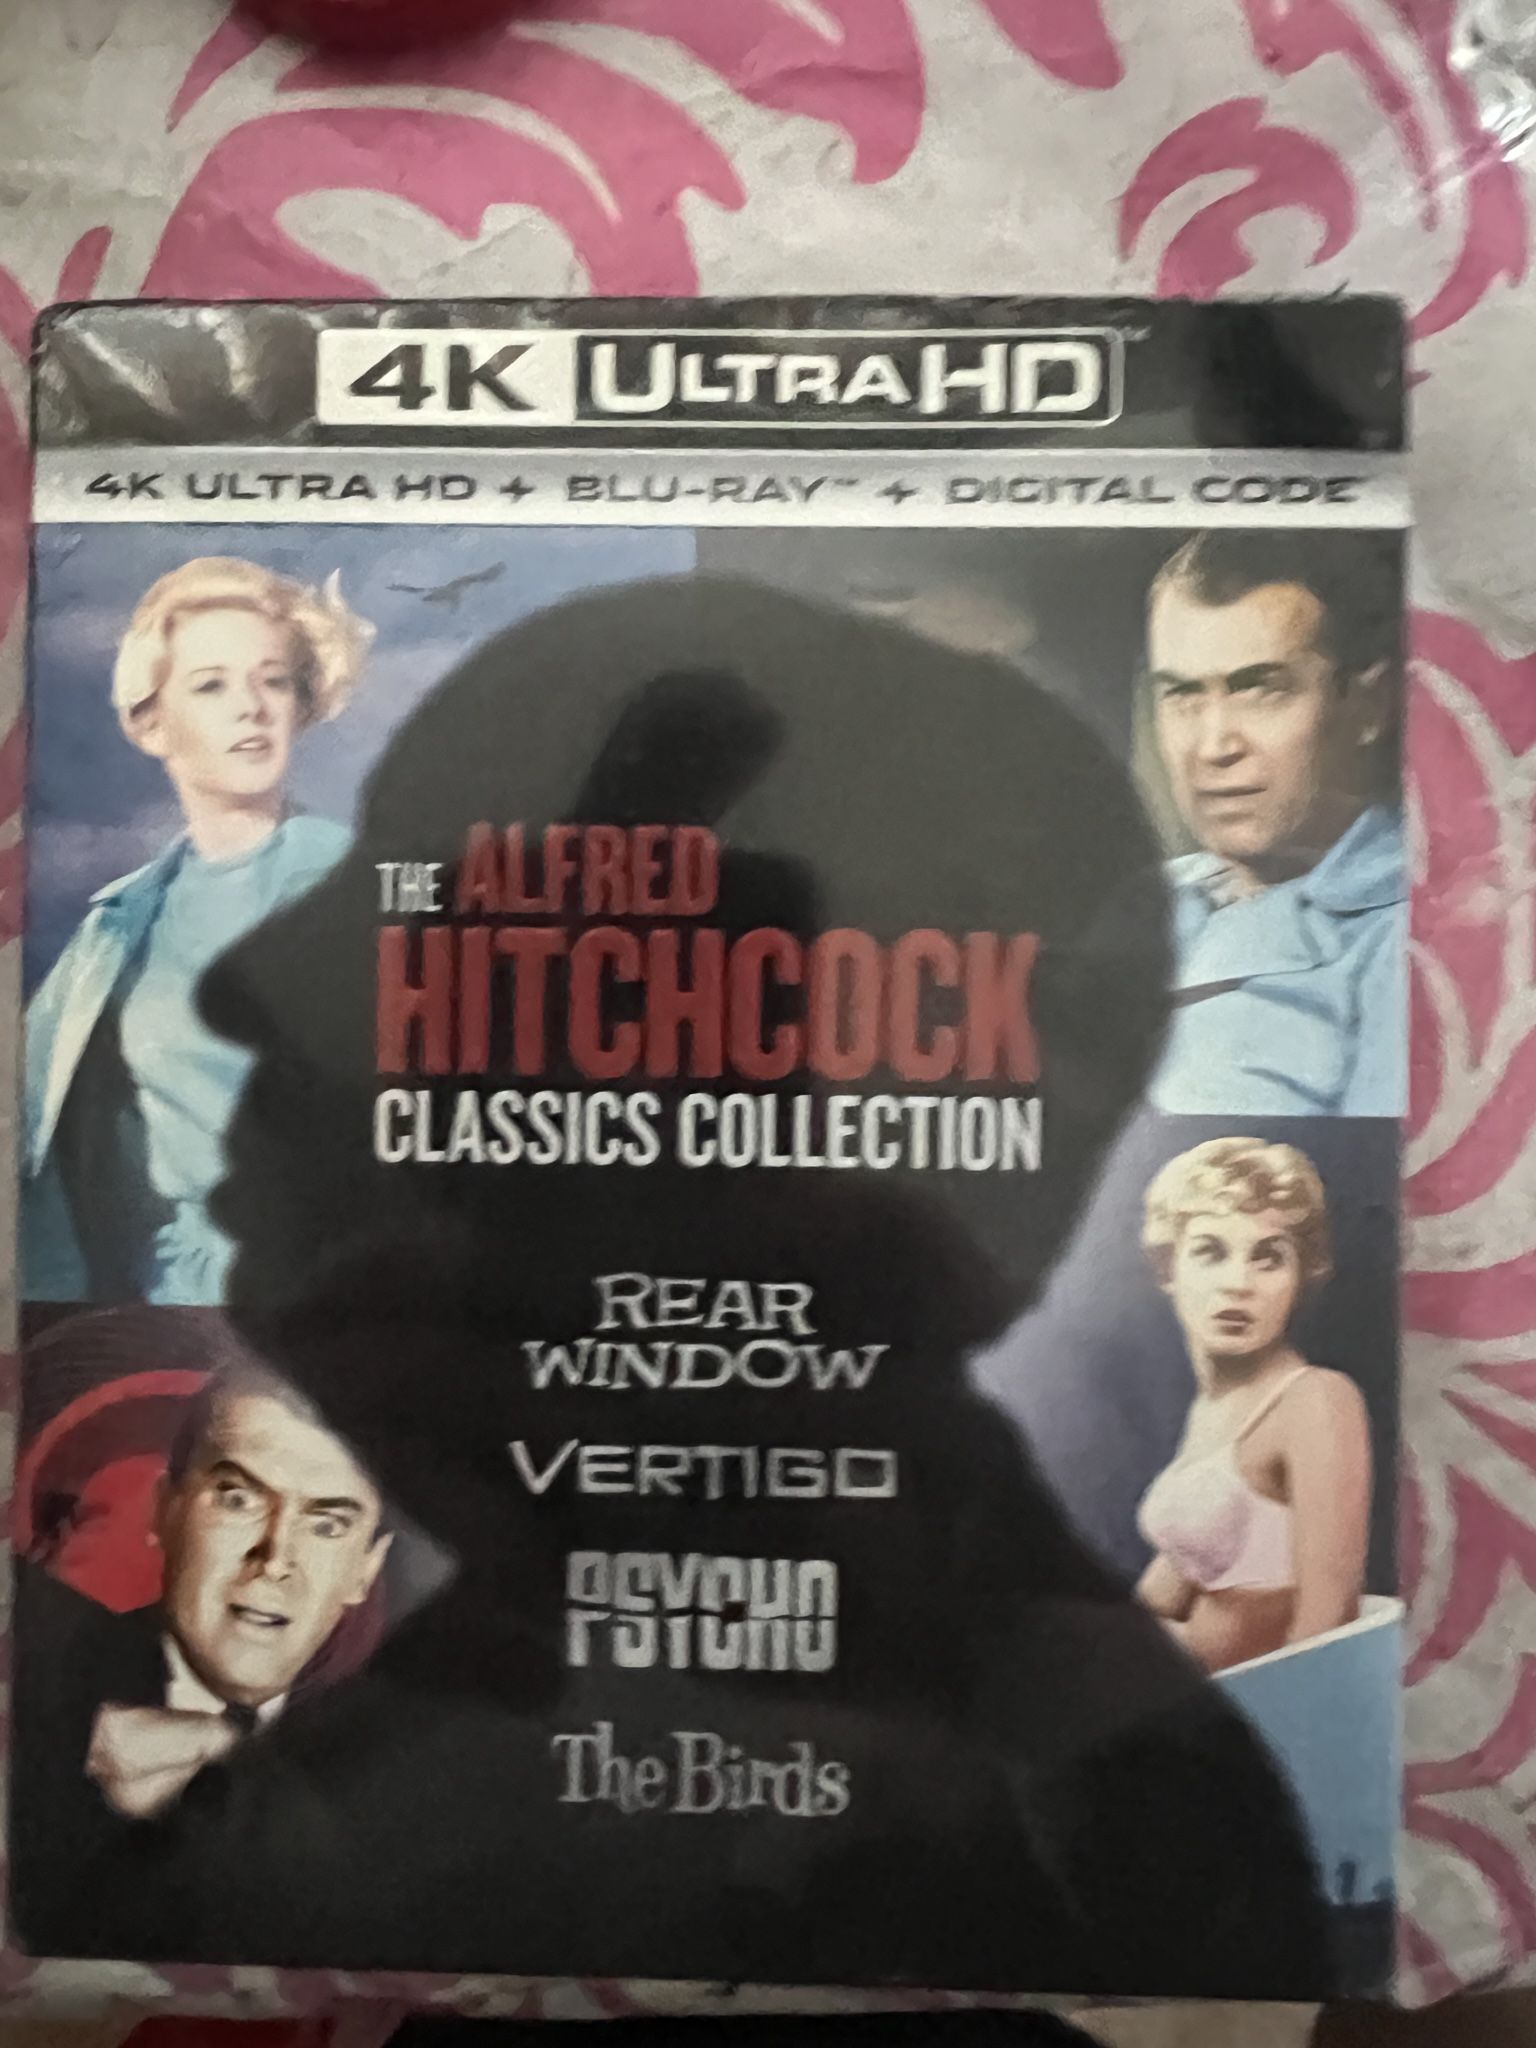 4K ULTRA HD™
4K ULTRA HD + BLU-RAY™ + DIGITAL CODE
THE ALFRED
HITCHCOCK
CLASSICS COLLECTION
REAR
WINDOW
VERTIGO
PSYCHO
The Birds